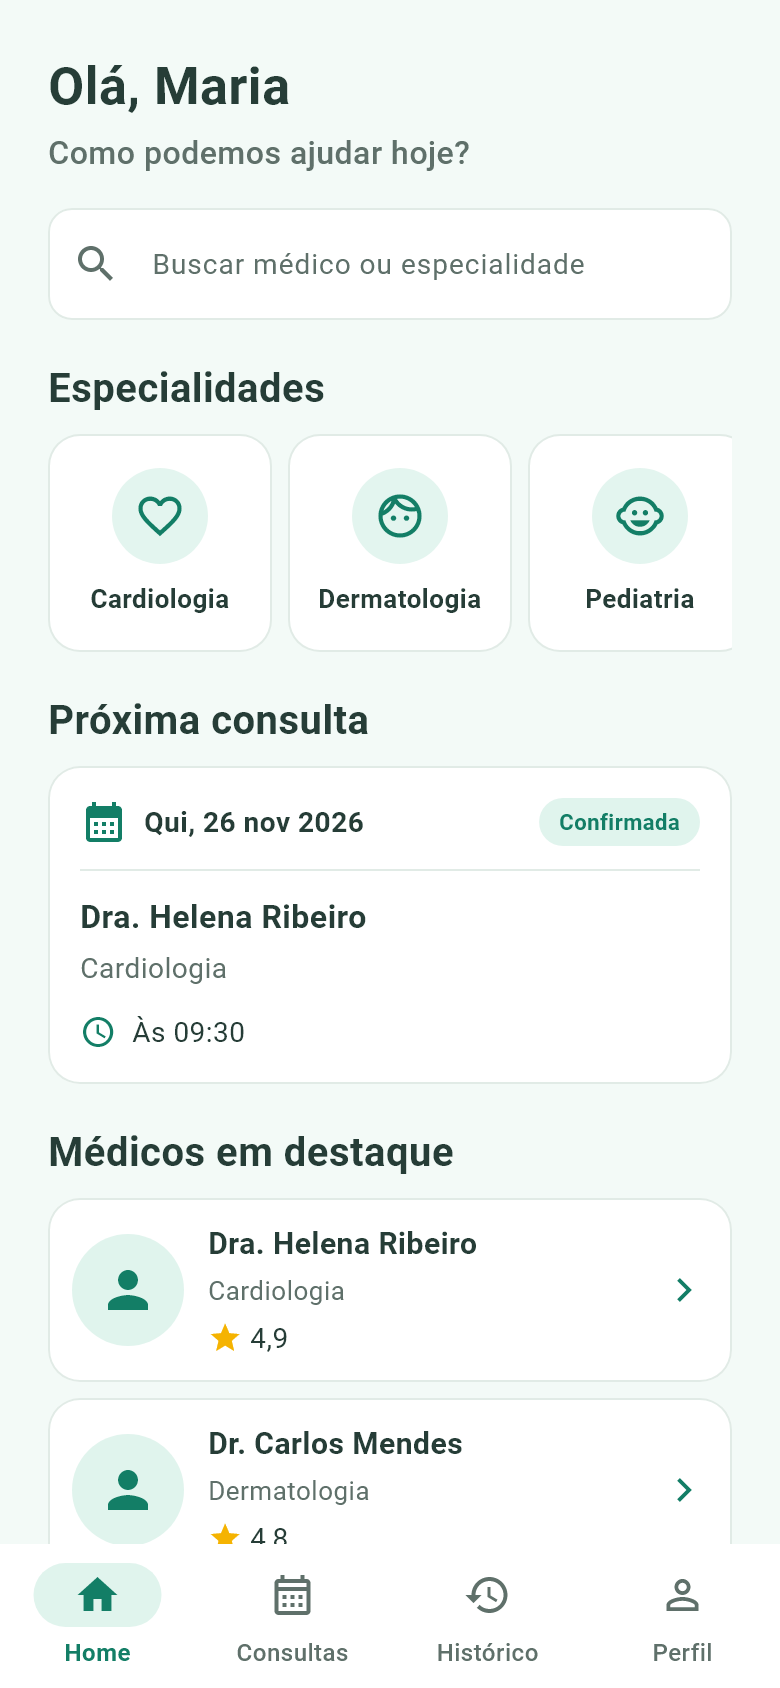 Olá, Maria
Como podemos ajudar hoje?
Buscar médico ou especialidade
Especialidades
Cardiologia
Dermatologia
Pediatria
Próxima consulta
Qui, 26 nov 2026
Confirmada
Dra. Helena Ribeiro
Cardiologia
Às 09:30
Médicos em destaque
Dra. Helena Ribeiro
Cardiologia
4,9
Dr. Carlos Mendes
Dermatologia
4,8
Home
Consultas
Histórico
Perfil